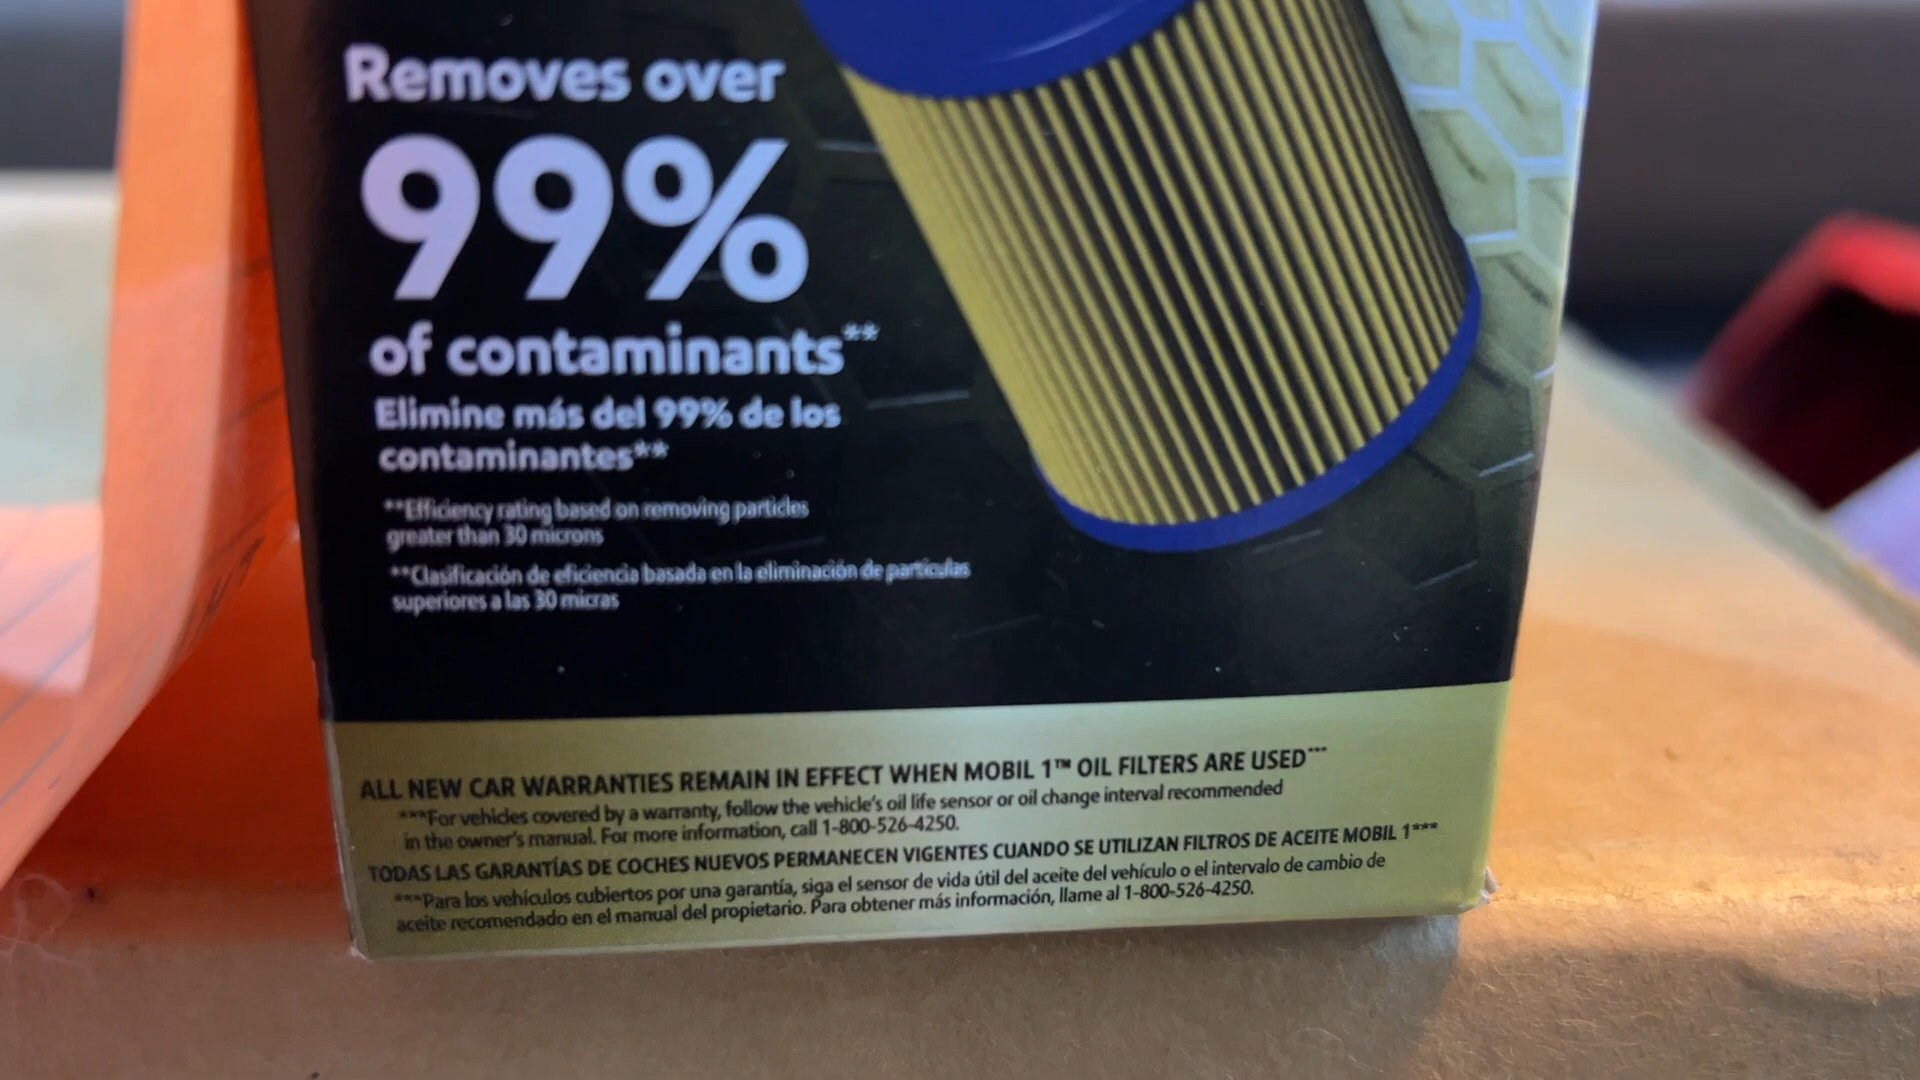 Removes over
99%
of contaminants**
Elimine más del 99% de los
contaminantes**
**Efficiency rating based on removing particles
greater than 30 microns
**Clasificación de eficiencia basada en la eliminación de partículas
superiores a las 30 micras
ALL NEW CAR WARRANTIES REMAIN IN EFFECT WHEN MOBIL 1™ OIL FILTERS ARE USED***
***For vehicles covered by a warranty, follow the vehicle's oil life sensor or oil change interval recommended
in the owner's manual. For more information, call 1-800-526-4250.
TODAS LAS GARANTÍAS DE COCHES NUEVOS PERMANECEN VIGENTES CUANDO SE UTILIZAN FILTROS DE ACEITE MOBIL 1***
***Para los vehículos cubiertos por una garantía, siga el sensor de vida útil del aceite del vehículo o el intervalo de cambio de
aceite recomendado en el manual del propietario. Para obtener más información, llame al 1-800-526-4250.